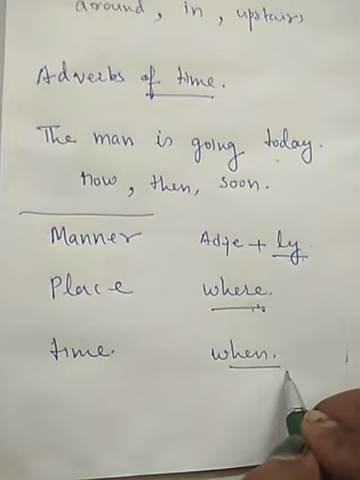 around, in, upstairs
Adverbs of time.
The man is going today.
now, then, soon.
Manner Adje + ly.
Place where.
time. when.